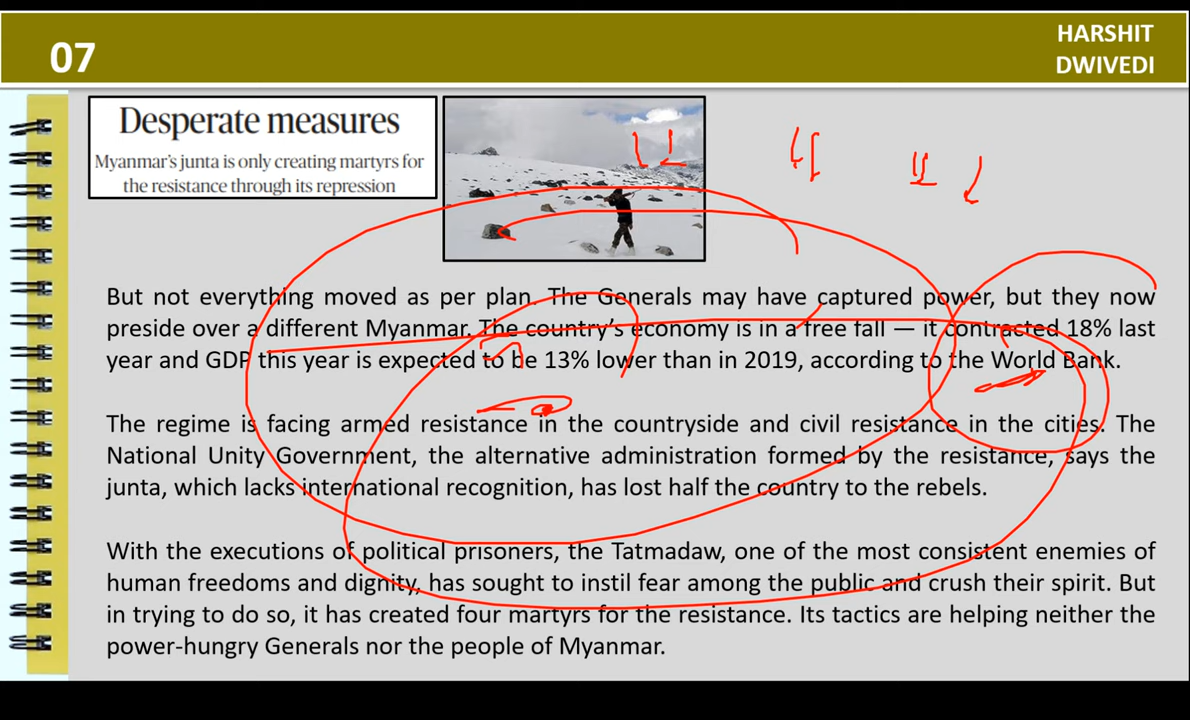 07
HARSHIT
DWIVEDI
Desperate measures
Myanmar's junta is only creating martyrs for
the resistance through its repression
But not everything moved as per plan. The Generals may have captured power, but they now
preside over a different Myanmar. The country's economy is in a free fall — it contracted 18% last
year and GDP this year is expected to be 13% lower than in 2019, according to the World Bank.
The regime is facing armed resistance in the countryside and civil resistance in the cities. The
National Unity Government, the alternative administration formed by the resistance, says the
junta, which lacks international recognition, has lost half the country to the rebels.
With the executions of political prisoners, the Tatmadaw, one of the most consistent enemies of
human freedoms and dignity, has sought to instil fear among the public and crush their spirit. But
in trying to do so, it has created four martyrs for the resistance. Its tactics are helping neither the
power-hungry Generals nor the people of Myanmar.